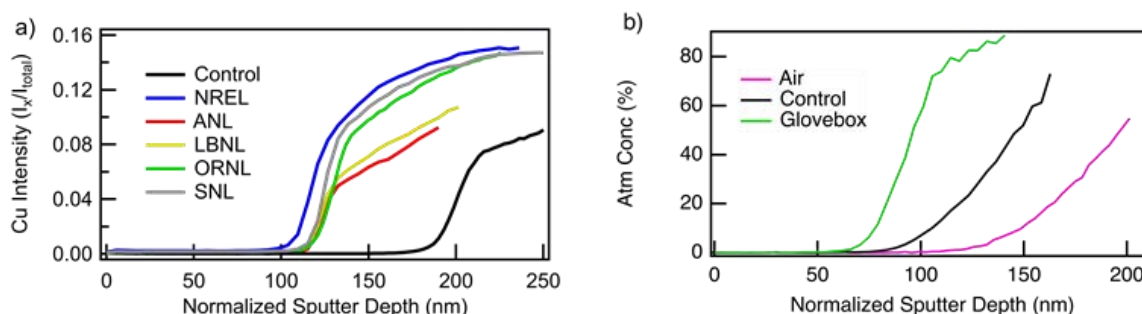 a)
Cu Intensity (Ix/Itotal)
0.16
0.12
0.08
0.04
0.00
Control
NREL
ANL
LBNL
ORNL
SNL
0 50 100 150 200 250
Normalized Sputter Depth (nm)
b)
Atm Conc (%)
80
60
40
20
0
Air
Control
Glovebox
0 50 100 150 200
Normalized Sputter Depth (nm)